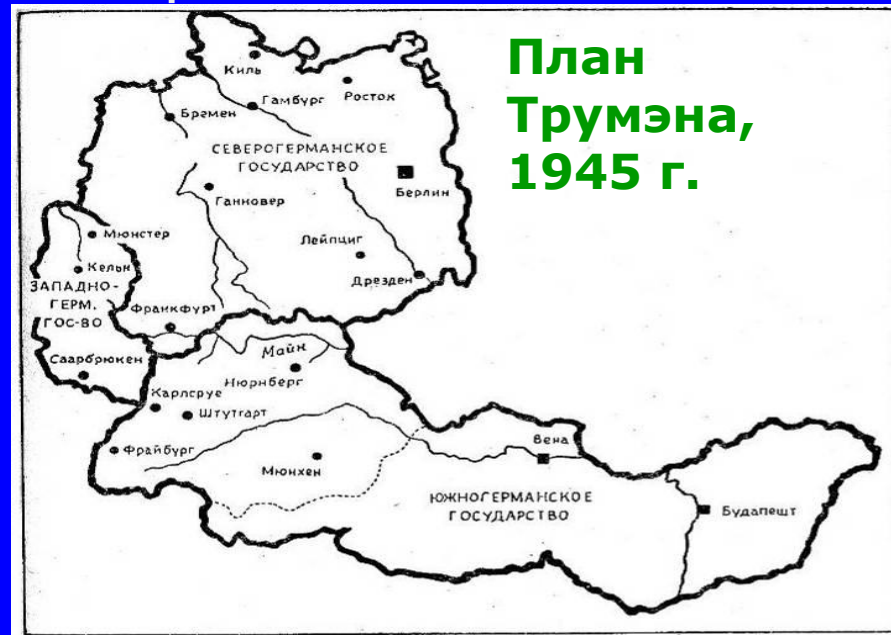 План
Трумэна,
1945 г.
Киль
Гамбург
Росток
Бремен
СЕВЕРОГЕРМАНСКОЕ
ГОСУДАРСТВО
Берлин
Ганновер
Мюнстер
Лейпциг
Кельн
Дрезден
ЗАПАДНО-
ГЕРМ.
ГОС-ВО
Франкфурт
Майн
Саарбрюкен
Нюрнберг
Карлсруе
Штутгарт
Фрайбург
Вена
Мюнхен
ЮЖНОГЕРМАНСКОЕ
ГОСУДАРСТВО
Будапешт